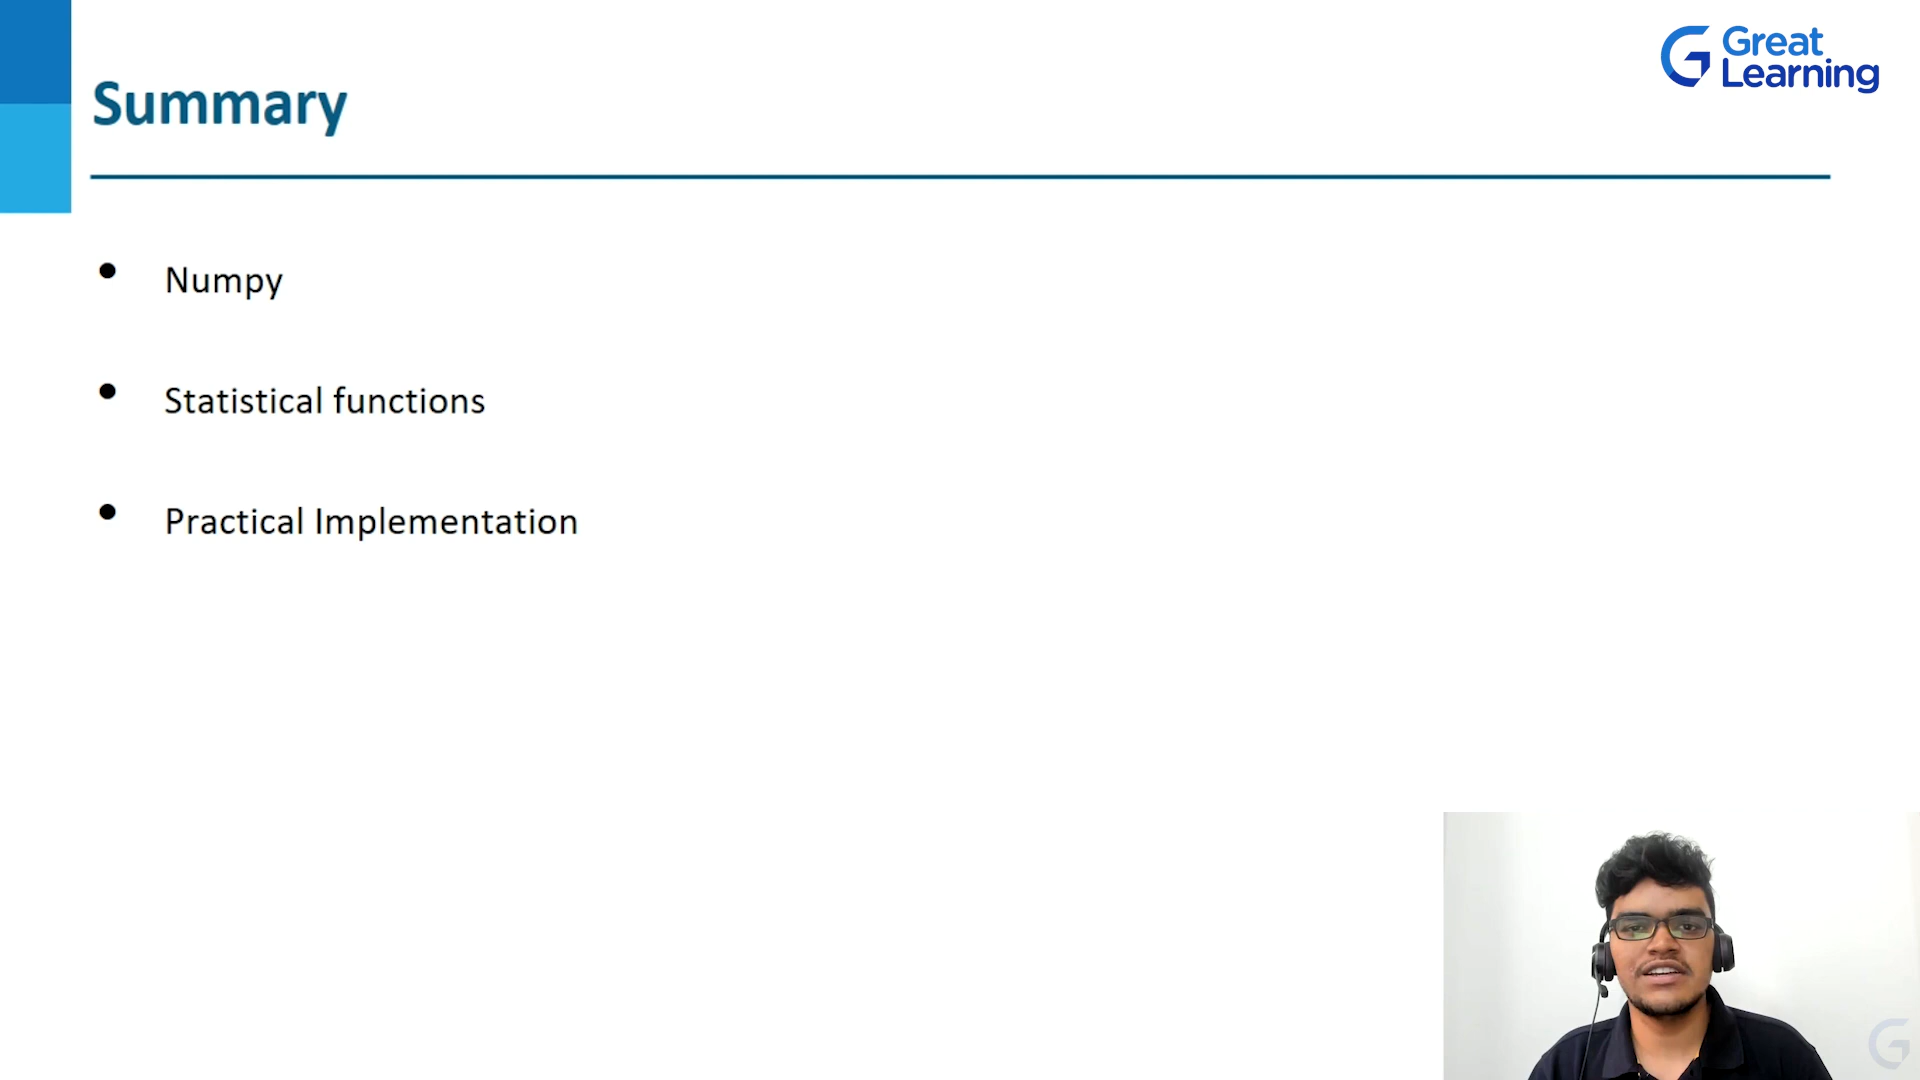 Great
Learning
Summary
• Numpy
• Statistical functions
• Practical Implementation